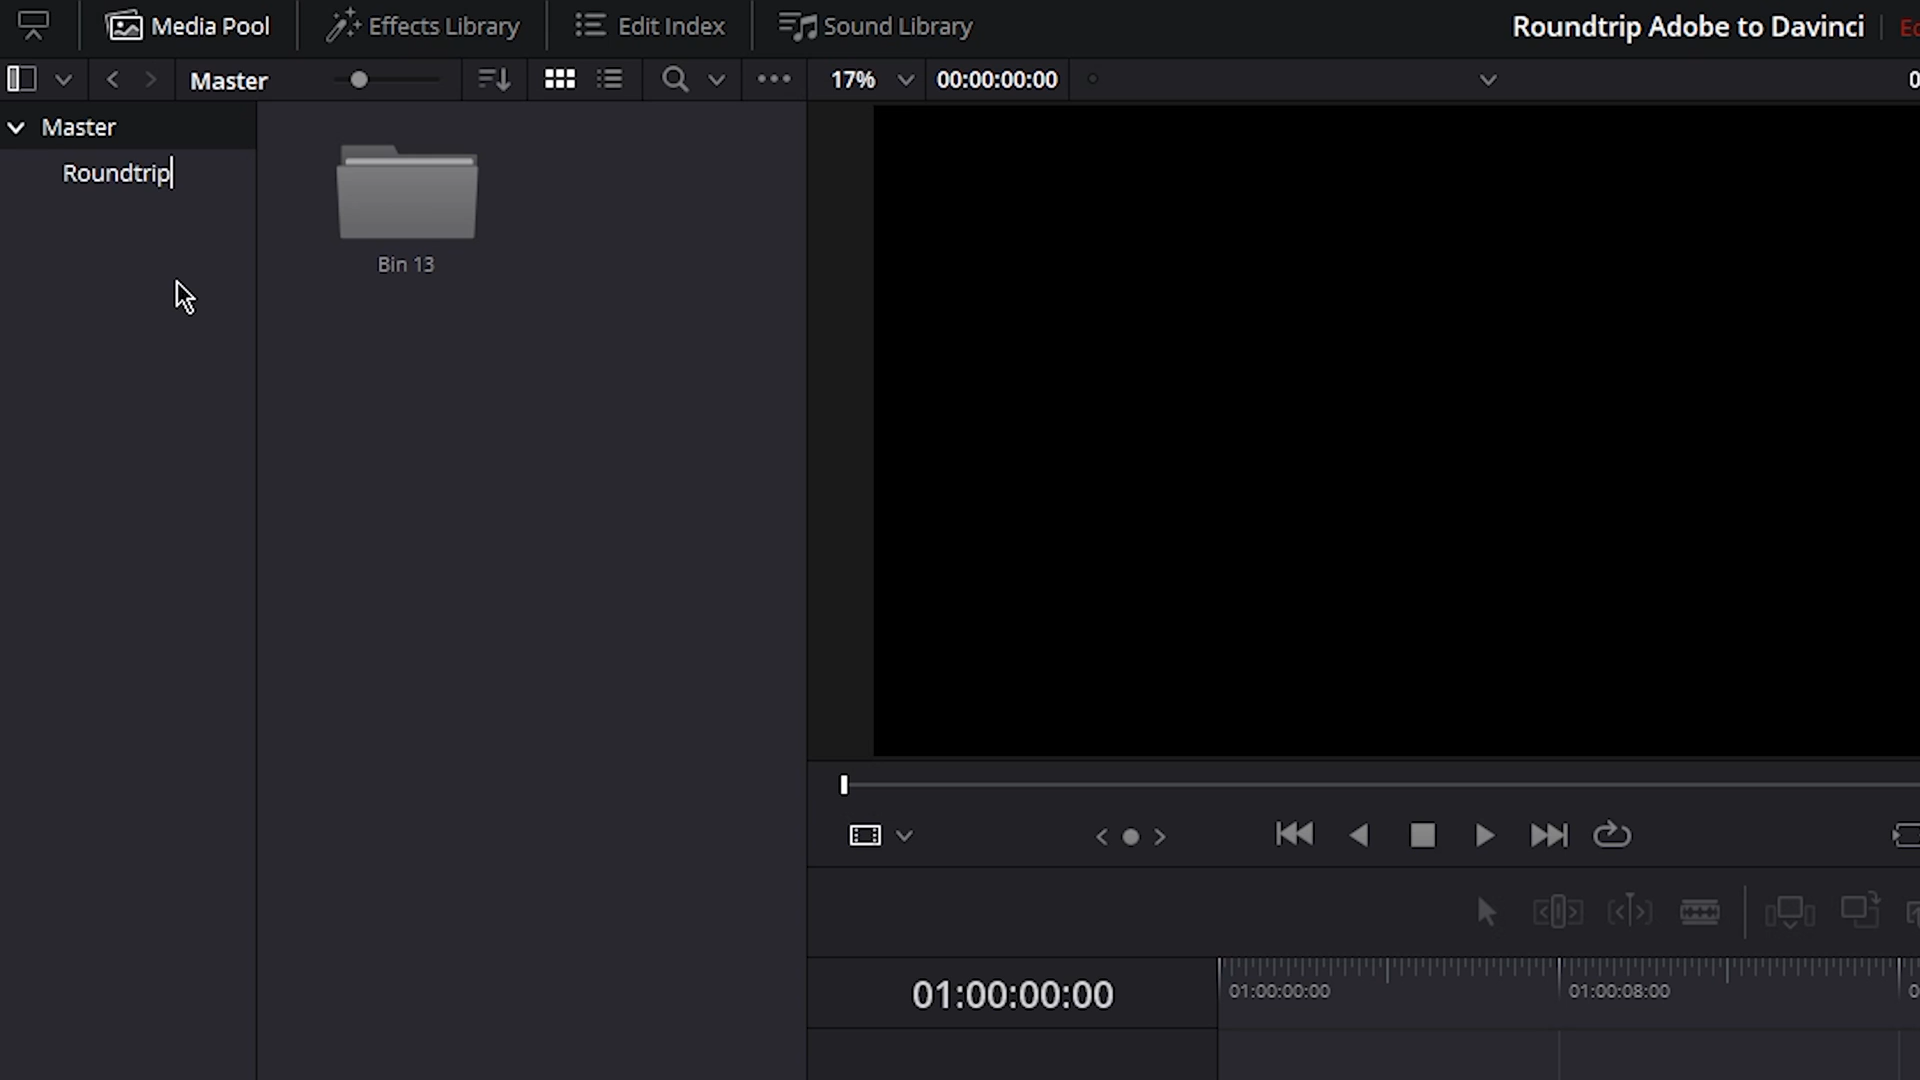 Media Pool
Effects Library
Edit Index
Sound Library
Roundtrip Adobe to Davinci
Master
17%
00:00:00:00
Master
Roundtrip
Bin 13
01:00:00:00
01:00:00:00
01:00:08:00